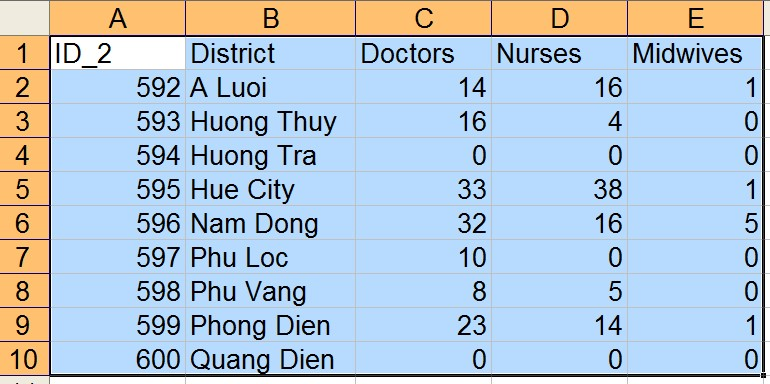 A B C D E
1 ID_2 District Doctors Nurses Midwives
2 592 A Luoi 14 16 1
3 593 Huong Thuy 16 4 0
4 594 Huong Tra 0 0 0
5 595 Hue City 33 38 1
6 596 Nam Dong 32 16 5
7 597 Phu Loc 10 0 0
8 598 Phu Vang 8 5 0
9 599 Phong Dien 23 14 1
10 600 Quang Dien 0 0 0